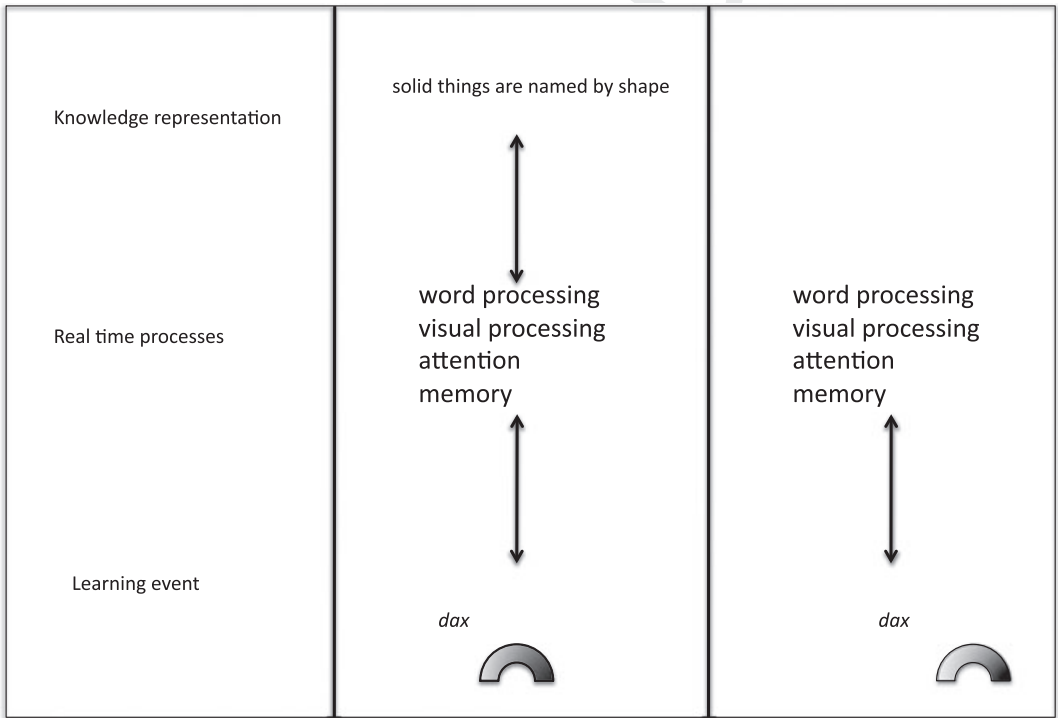 Knowledge representation
Real time processes
Learning event
solid things are named by shape
word processing
visual processing
attention
memory
dax
word processing
visual processing
attention
memory
dax